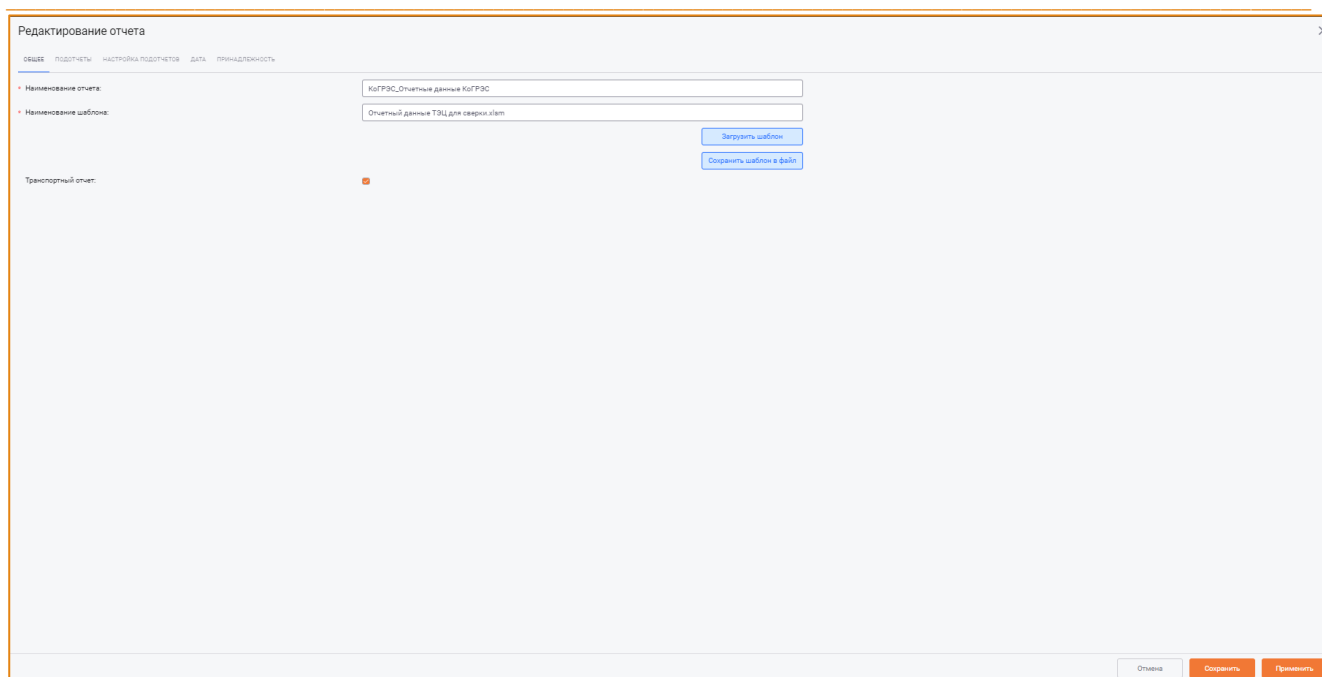 Редактирование отчета
ОБЩЕЕ ПОДОТЧЕТЫ НАСТРОЙКА ПОДОТЧЕТОВ ДАТА ПРИНАДЛЕЖНОСТЬ
* Наименование отчета: КоГРЭС_Отчетные данные КоГРЭС
* Наименование шаблона: Отчетный данные ТЭЦ для сверки.xlsm
Загрузить шаблон
Сохранить шаблон в файл
Транспортный отчет:
Отмена Сохранить Применить